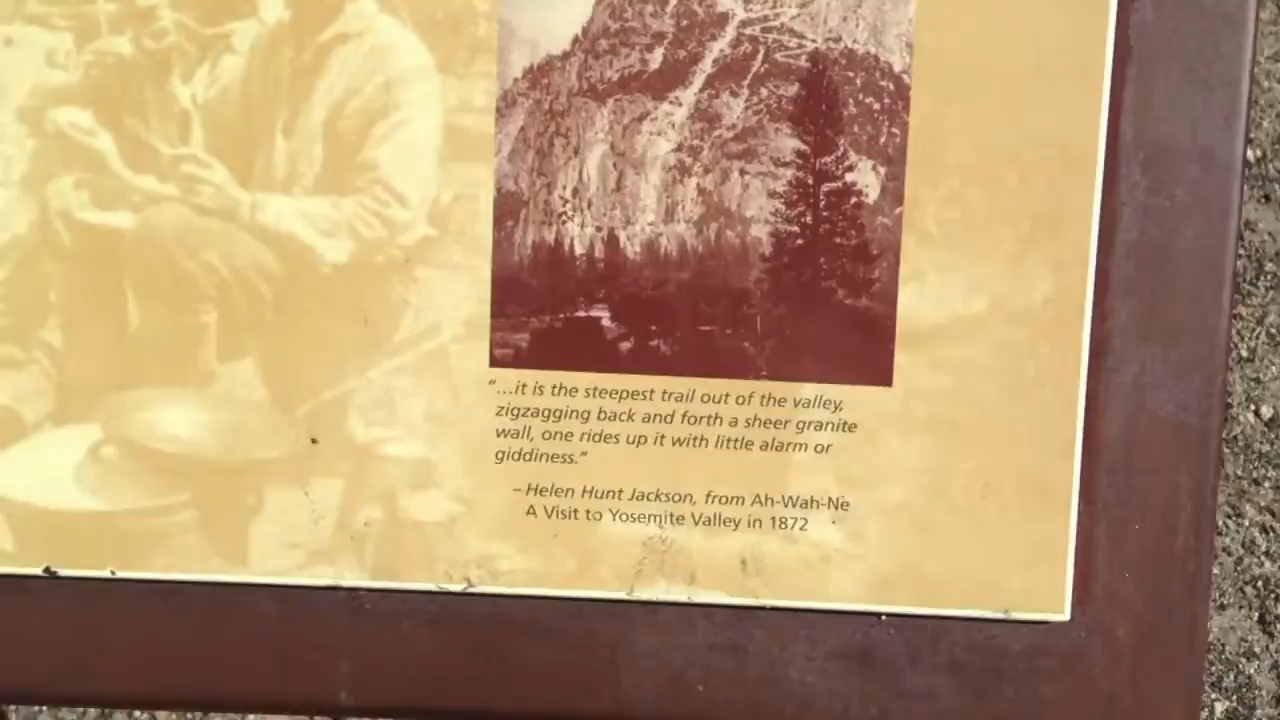 "...it is the steepest trail out of the valley,
zigzagging back and forth a sheer granite
wall, one rides up it with little alarm or
giddiness."
– Helen Hunt Jackson, from Ah-Wah-Ne
A Visit to Yosemite Valley in 1872